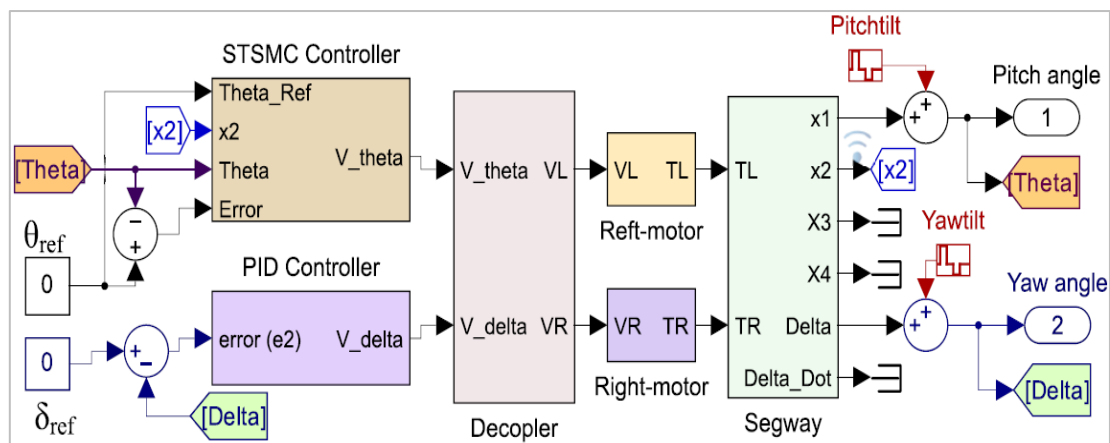 Pitchtilt
STSMC Controller
Pitch angle
Theta_Ref
[x2]
x2
[Theta]
Theta
V_theta
Error
V_theta
VL
VL
TL
TL
x1
x2
[x2]
1
[Theta]
θref
0
−
+
Reft-motor
X3
Yawtilt
+
+
PID Controller
X4
Yaw angle
0
+
−
error (e2)
V_delta
V_delta
VR
VR
TR
TR
Delta
+
+
2
δref
[Delta]
Right-motor
Delta_Dot
[Delta]
Decopler
Segway